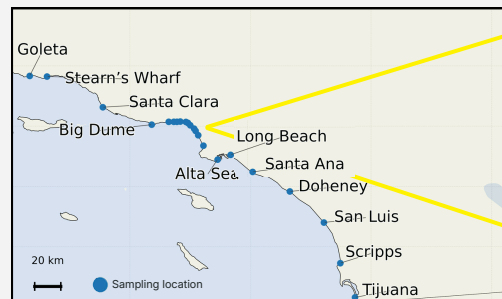 Goleta
Stearn's Wharf
Santa Clara
Big Dume
Long Beach
Santa Ana
Alta Sea
Doheney
San Luis
Scripps
20 km
Sampling location
Tijuana